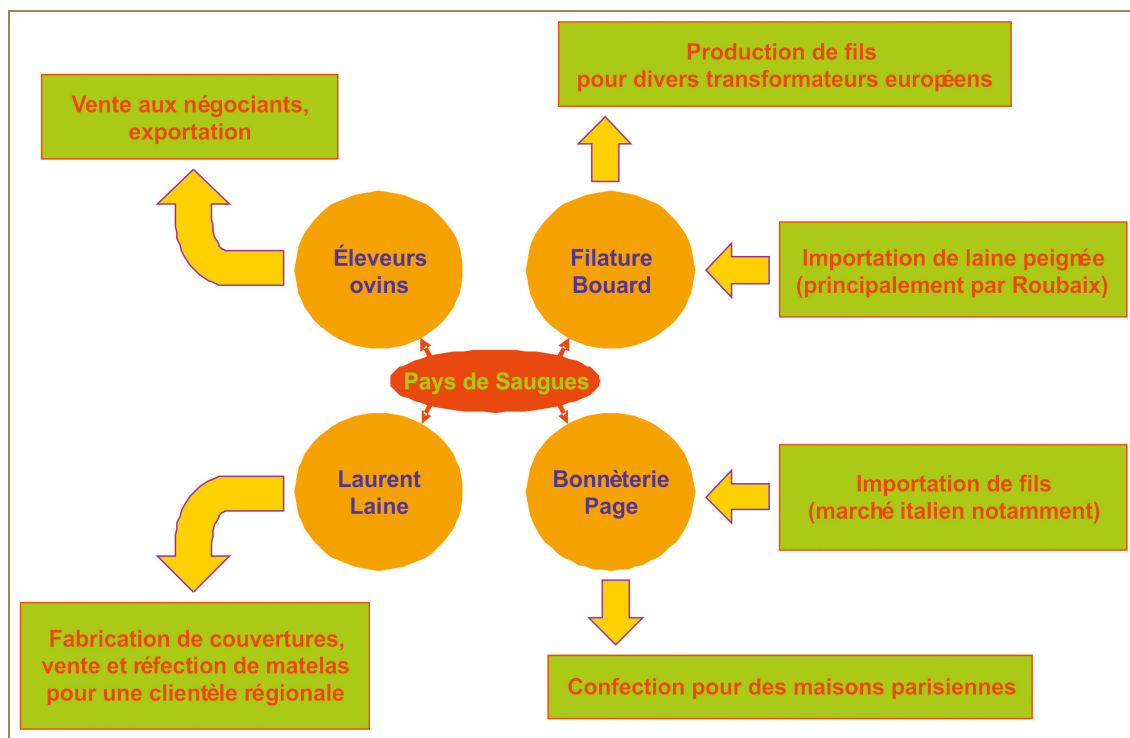 Production de fils
pour divers transformateurs européens
Vente aux négociants,
exportation
Éleveurs
ovins
Filature
Bouard
Importation de laine peignée
(principalement par Roubaix)
Pays de Saugues
Laurent
Laine
Bonnèterie
Page
Importation de fils
(marché italien notamment)
Fabrication de couvertures,
vente et réfection de matelas
pour une clientèle régionale
Confection pour des maisons parisiennes